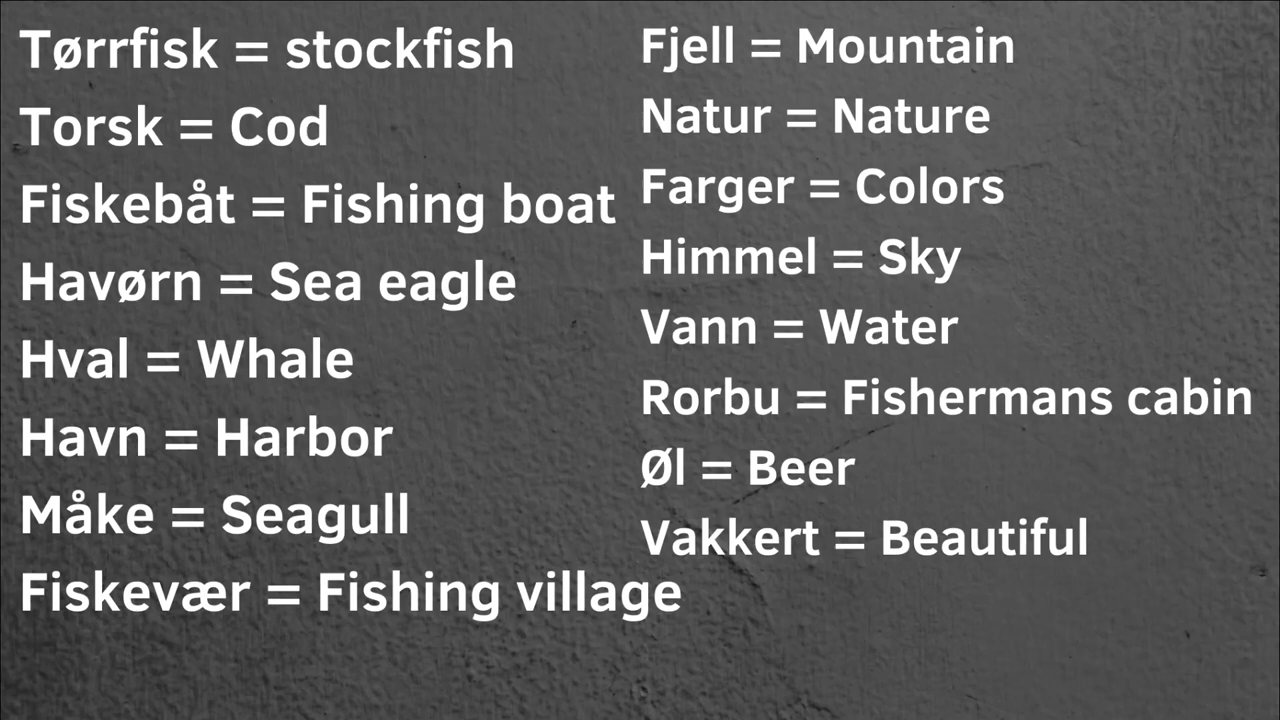 Tørrfisk = stockfish
Torsk = Cod
Fiskebåt = Fishing boat
Havørn = Sea eagle
Hval = Whale
Havn = Harbor
Måke = Seagull
Fiskevær = Fishing village
Fjell = Mountain
Natur = Nature
Farger = Colors
Himmel = Sky
Vann = Water
Rorbu = Fishermans cabin
Øl = Beer
Vakkert = Beautiful